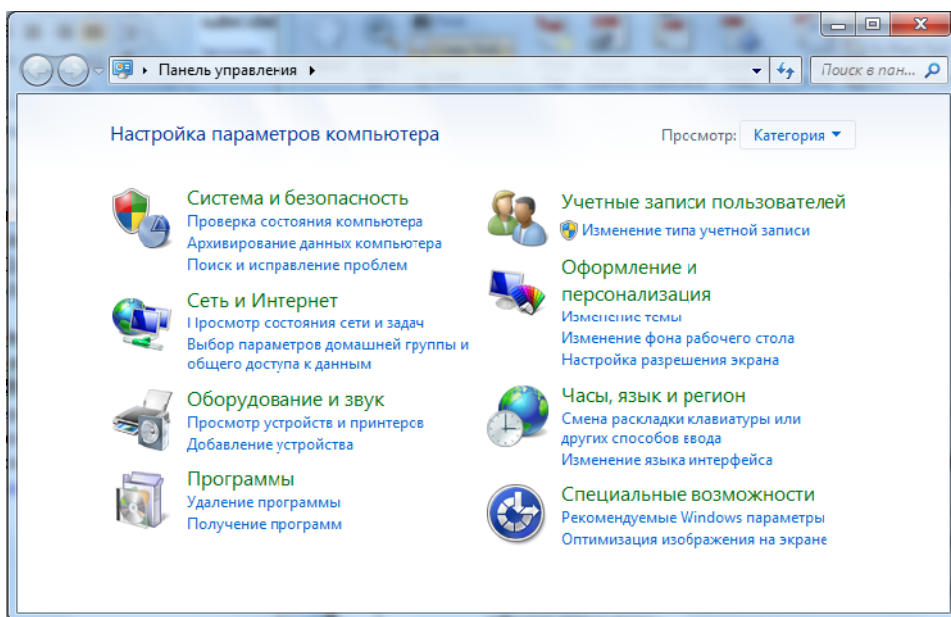 Панель управления
Поиск в пан...
Настройка параметров компьютера
Просмотр: Категория
Система и безопасность
Проверка состояния компьютера
Архивирование данных компьютера
Поиск и исправление проблем
Сеть и Интернет
Просмотр состояния сети и задач
Выбор параметров домашней группы и
общего доступа к данным
Оборудование и звук
Просмотр устройств и принтеров
Добавление устройства
Программы
Удаление программы
Получение программ
Учетные записи пользователей
Изменение типа учетной записи
Оформление и
персонализация
Изменение темы
Изменение фона рабочего стола
Настройка разрешения экрана
Часы, язык и регион
Смена раскладки клавиатуры или
других способов ввода
Изменение языка интерфейса
Специальные возможности
Рекомендуемые Windows параметры
Оптимизация изображения на экране